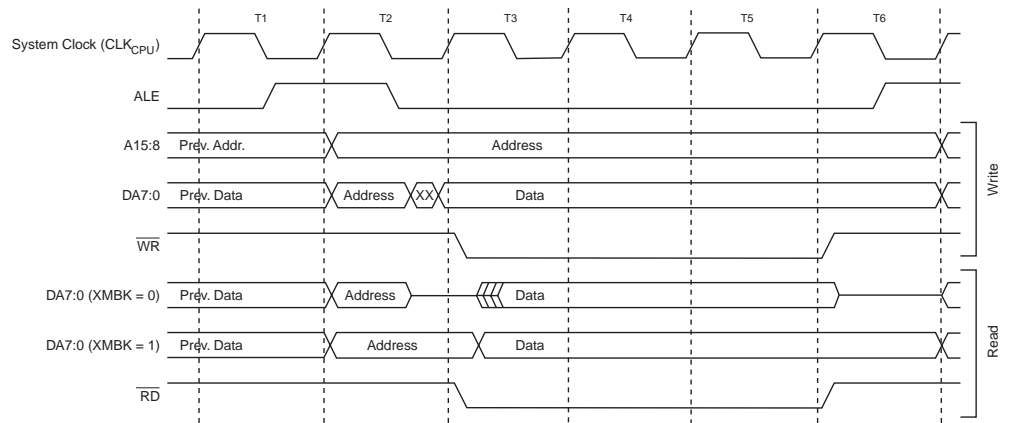 T1 T2 T3 T4 T5 T6
System Clock (CLKCPU)
ALE
A15:8 Prev. Addr. Address
DA7:0 Prev. Data Address XX Data
WR
Write
DA7:0 (XMBK = 0) Prev. Data Address Data
DA7:0 (XMBK = 1) Prev. Data Address Data
RD
Read